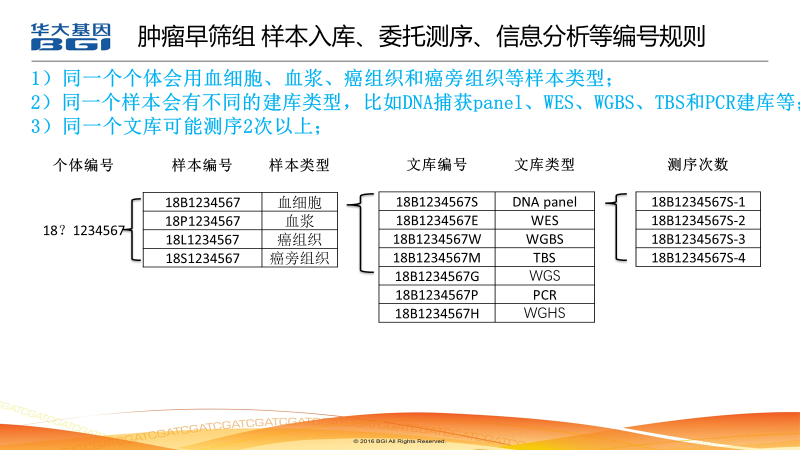 华大基因
BGI
肿瘤早筛组 样本入库、委托测序、信息分析等编号规则
1）同一个个体会用血细胞、血浆、癌组织和癌旁组织等样本类型；
2）同一个样本会有不同的建库类型，比如DNA捕获panel、WES、WGBS、TBS和PCR建库等；
3）同一个文库可能测序2次以上；
个体编号 样本编号 样本类型 文库编号 文库类型 测序次数
18？1234567
18B1234567 血细胞
18P1234567 血浆
18L1234567 癌组织
18S1234567 癌旁组织
18B1234567S DNA panel
18B1234567E WES
18B1234567W WGBS
18B1234567M TBS
18B1234567G WGS
18B1234567P PCR
18B1234567H WGHS
18B1234567S-1
18B1234567S-2
18B1234567S-3
18B1234567S-4
© 2016 BGI All Rights Reserved